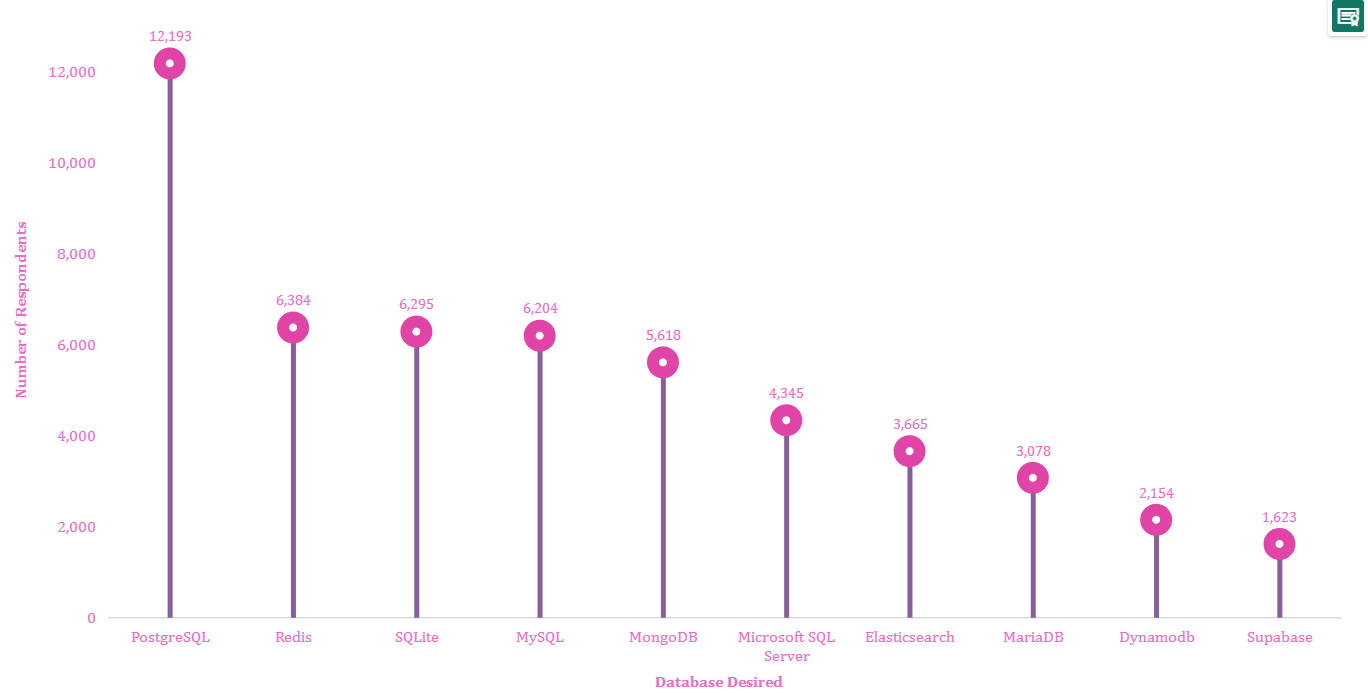 12,193
12,000
10,000
8,000
6,384
6,295
6,204
6,000
5,618
4,345
4,000
3,665
3,078
2,154
2,000
1,623
0
Number of Respondents
PostgreSQL
Redis
SQLite
MySQL
MongoDB
Microsoft SQL
Server
Elasticsearch
MariaDB
Dynamodb
Supabase
Database Desired